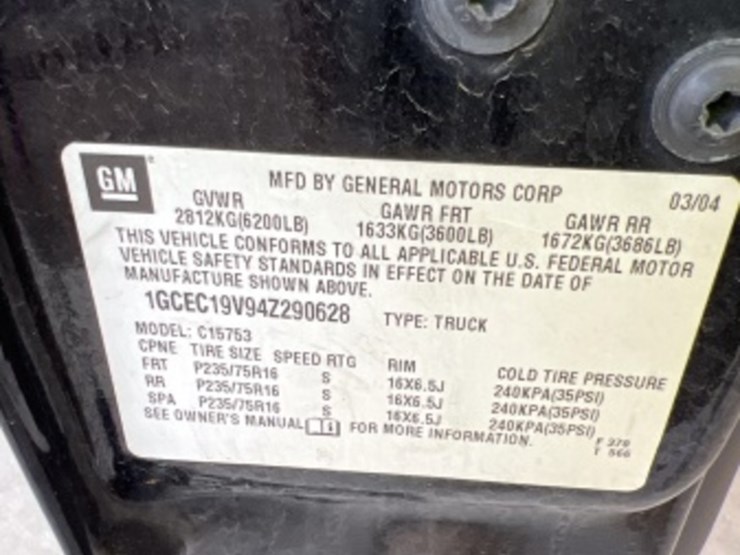 GM
MFD BY GENERAL MOTORS CORP 03/04
GVWR GAWR FRT GAWR RR
2812KG(6200LB) 1633KG(3600LB) 1672KG(3686LB)
THIS VEHICLE CONFORMS TO ALL APPLICABLE U.S. FEDERAL MOTOR
VEHICLE SAFETY STANDARDS IN EFFECT ON THE DATE OF
MANUFACTURE SHOWN ABOVE.
1GCEC19V94Z290628 TYPE: TRUCK
MODEL: C15753
CPNE TIRE SIZE SPEED RTG RIM COLD TIRE PRESSURE
FRT P235/75R16 S 16X6.5J 240KPA(35PSI)
RR P235/75R16 S 16X6.5J 240KPA(35PSI)
SPA P235/75R16 S 16X6.5J 240KPA(35PSI)
SEE OWNER'S MANUAL FOR MORE INFORMATION.